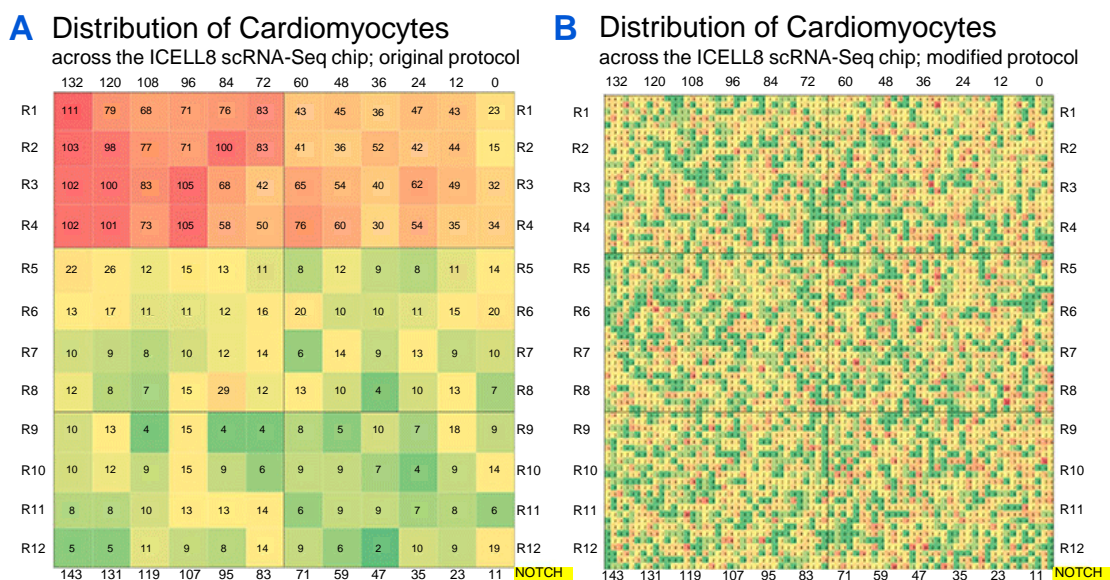 A Distribution of Cardiomyocytes
across the ICELL8 scRNA-Seq chip; original protocol
132 120 108 96 84 72 60 48 36 24 12 0
R1 111 79 68 71 76 83 43 45 36 47 43 23 R1
R2 103 98 77 71 100 83 41 36 52 42 44 15 R2
R3 102 100 83 105 68 42 65 54 40 62 49 32 R3
R4 102 101 73 105 58 50 76 60 30 54 35 34 R4
R5 22 26 12 15 13 11 8 12 9 8 11 14 R5
R6 13 17 11 11 12 16 20 10 10 11 15 20 R6
R7 10 9 8 10 12 14 6 14 9 13 9 10 R7
R8 12 8 7 15 29 12 13 10 4 10 13 7 R8
R9 10 13 4 15 4 4 8 5 10 7 18 9 R9
R10 10 12 9 15 9 6 9 9 7 4 9 14 R10
R11 8 8 10 13 13 14 6 9 9 7 8 6 R11
R12 5 5 11 9 8 14 9 6 2 10 9 19 R12
143 131 119 107 95 83 71 59 47 35 23 11 NOTCH
B Distribution of Cardiomyocytes
across the ICELL8 scRNA-Seq chip; modified protocol
132 120 108 96 84 72 60 48 36 24 12 0
R1 R1
R2 R2
R3 R3
R4 R4
R5 R5
R6 R6
R7 R7
R8 R8
R9 R9
R10 R10
R11 R11
R12 R12
143 131 119 107 95 83 71 59 47 35 23 11 NOTCH